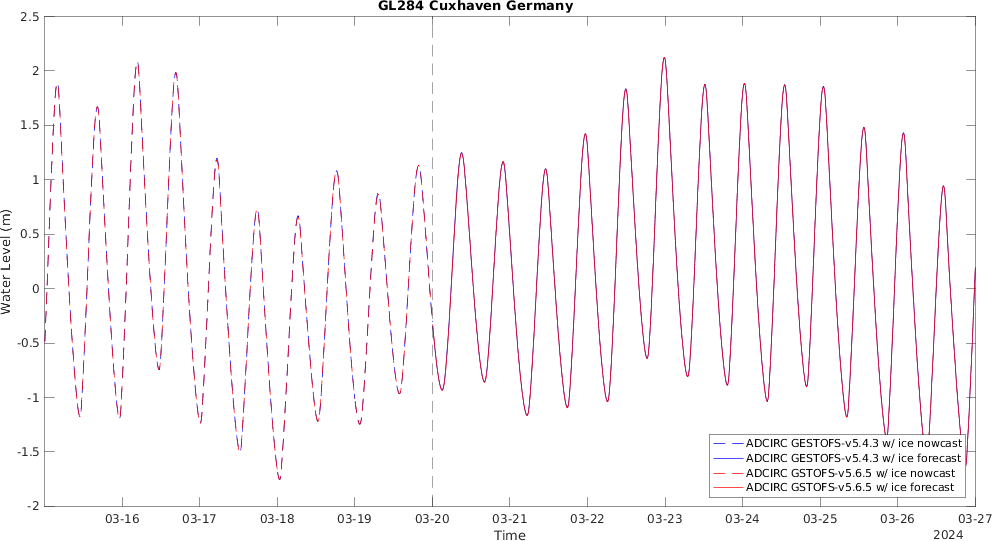 GL284 Cuxhaven Germany
2.5
2
1.5
1
0.5
0
-0.5
-1
-1.5
-2
Water Level (m)
ADCIRC GESTOFS-v5.4.3 w/ ice nowcast
ADCIRC GESTOFS-v5.4.3 w/ ice forecast
ADCIRC GSTOFS-v5.6.5 w/ ice nowcast
ADCIRC GSTOFS-v5.6.5 w/ ice forecast
03-16 03-17 03-18 03-19 03-20 03-21 03-22 03-23 03-24 03-25 03-26 03-27
Time
2024